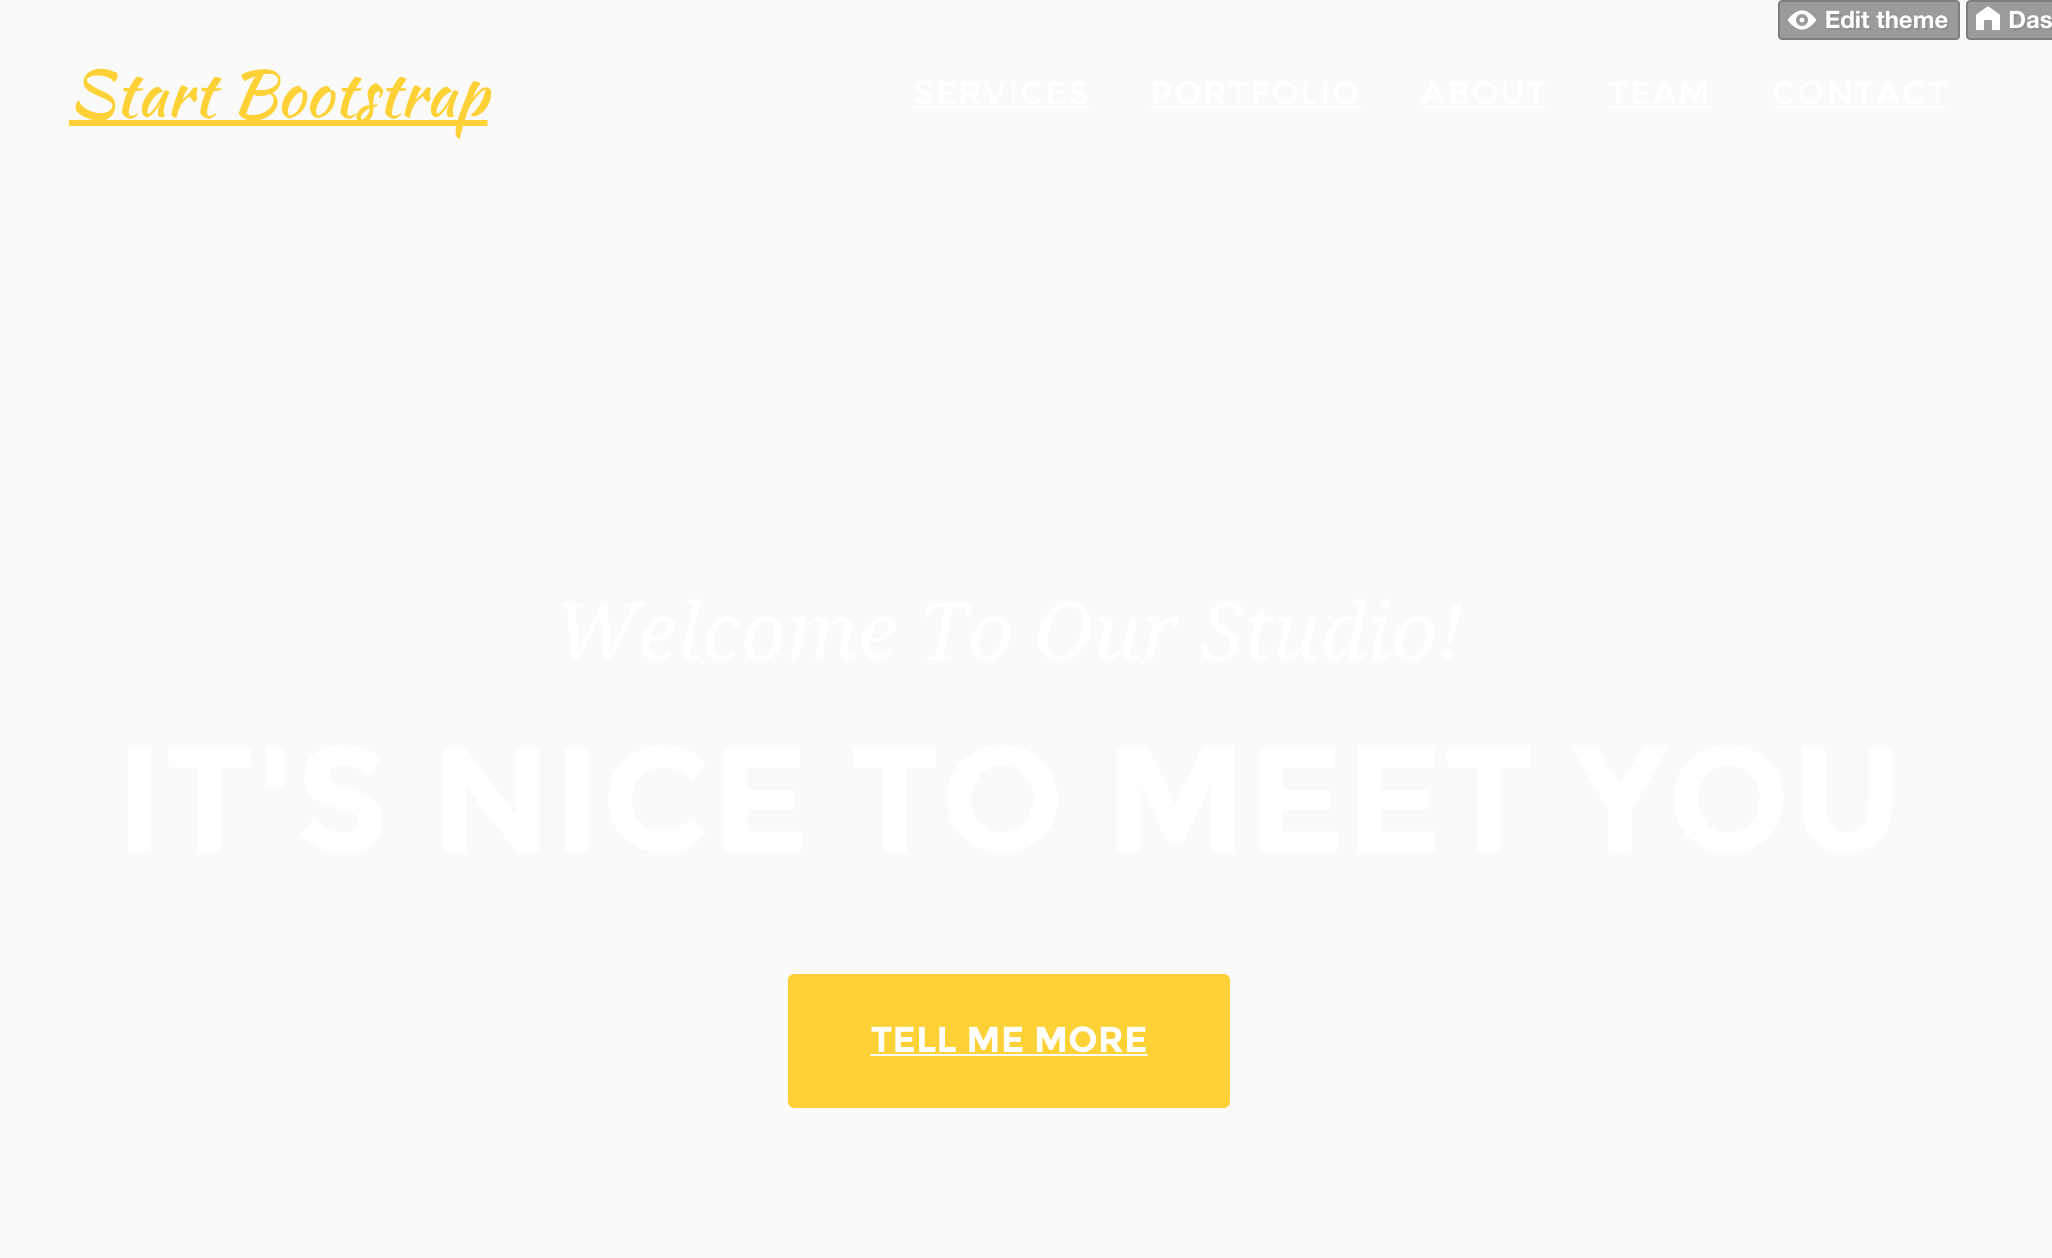 Edit theme
Das
Start Bootstrap
SERVICES PORTFOLIO ABOUT TEAM CONTACT
Welcome To Our Studio!
IT'S NICE TO MEET YOU
TELL ME MORE